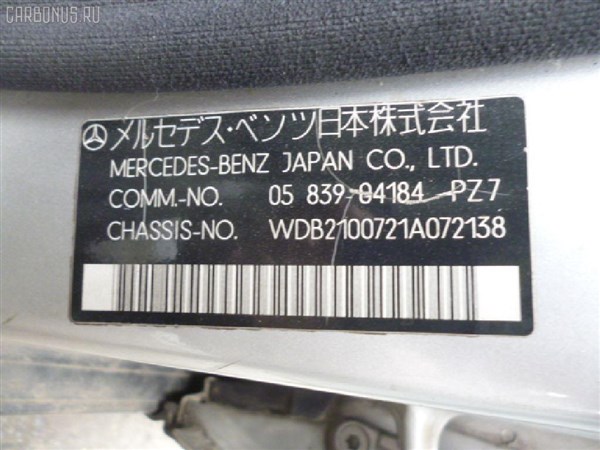 CARBONUS.RU
メルセデス・ベンツ日本株式会社
MERCEDES-BENZ JAPAN CO., LTD.
COMM.-NO. 05 839-04184 PZ7
CHASSIS-NO. WDB2100721A072138